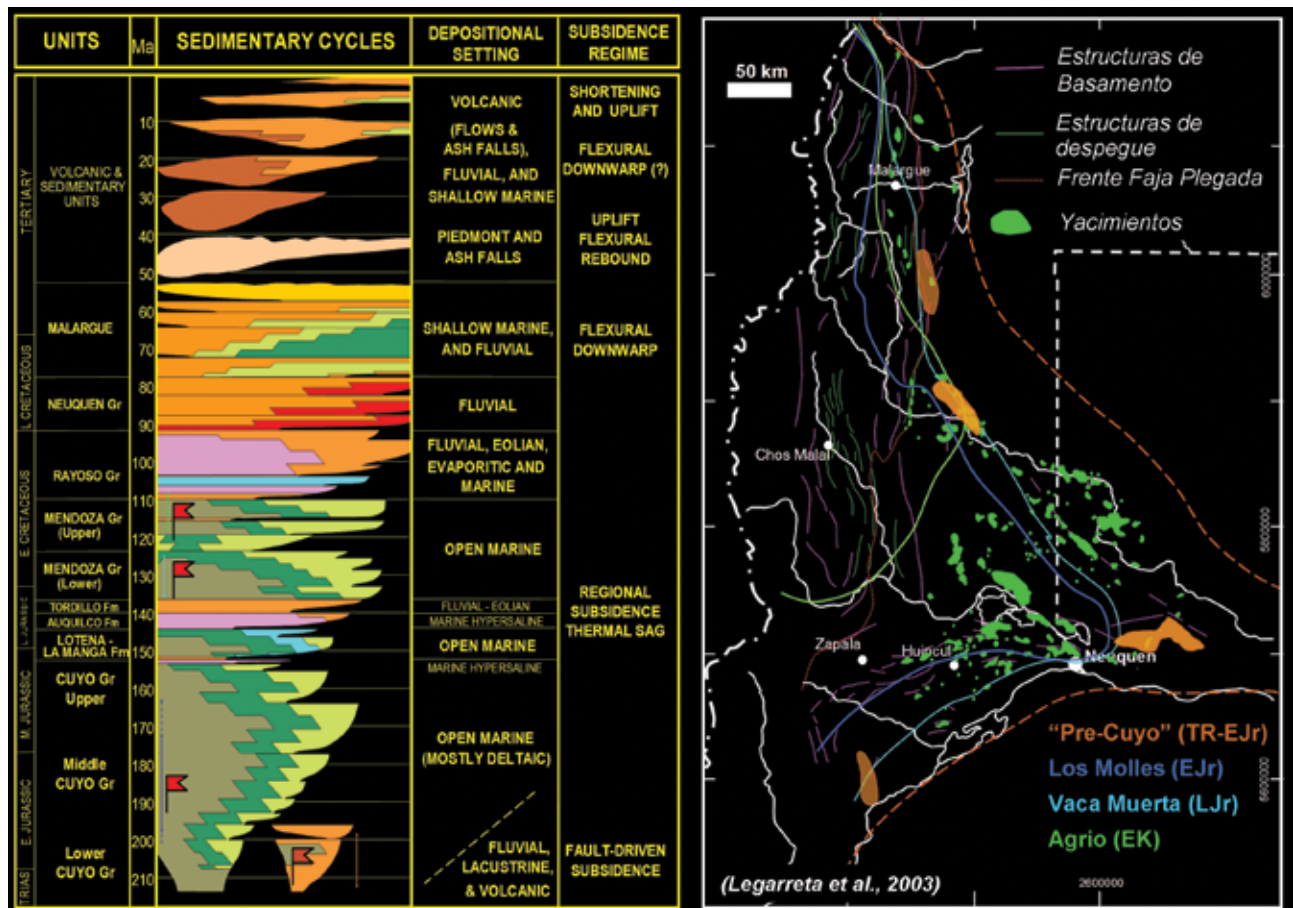 UNITS
Ma
SEDIMENTARY CYCLES
DEPOSITIONAL
SETTING
SUBSIDENCE
REGIME
TERTIARY
L CRETACEOUS
E. CRETACEOUS
L JURASSIC
M. JURASSIC
E. JURASSIC
TRIAS
VOLCANIC &
SEDIMENTARY
UNITS
MALARGUE
NEUQUEN Gr
RAYOSO Gr
MENDOZA Gr
(Upper)
MENDOZA Gr
(Lower)
TORDILLO Fm
AUQUILCO Fm
LOTENA -
LA MANGA Fm
CUYO Gr
Upper
Middle
CUYO Gr
Lower
CUYO Gr
10
20
30
40
50
60
70
80
90
100
110
120
130
140
150
160
170
180
190
200
210
VOLCANIC
(FLOWS &
ASH FALLS),
FLUVIAL, AND
SHALLOW MARINE
PIEDMONT AND
ASH FALLS
SHALLOW MARINE,
AND FLUVIAL
FLUVIAL
FLUVIAL, EOLIAN,
EVAPORITIC AND
MARINE
OPEN MARINE
FLUVIAL - EOLIAN
MARINE HYPERSALINE
OPEN MARINE
MARINE HYPERSALINE
OPEN MARINE
(MOSTLY DELTAIC)
FLUVIAL,
LACUSTRINE,
& VOLCANIC
SHORTENING
AND UPLIFT
FLEXURAL
DOWNWARP (?)
UPLIFT
FLEXURAL
REBOUND
FLEXURAL
DOWNWARP
REGIONAL
SUBSIDENCE
THERMAL SAG
FAULT-DRIVEN
SUBSIDENCE
50 km
Estructuras de
Basamento
Estructuras de
despegue
Frente Faja Plegada
Yacimientos
Malargue
Chos Malal
Zapala
Huincul
Neuquen
6000000
5800000
5600000
2600000
"Pre-Cuyo" (TR-EJr)
Los Molles (EJr)
Vaca Muerta (LJr)
Agrio (EK)
(Legarreta et al., 2003)